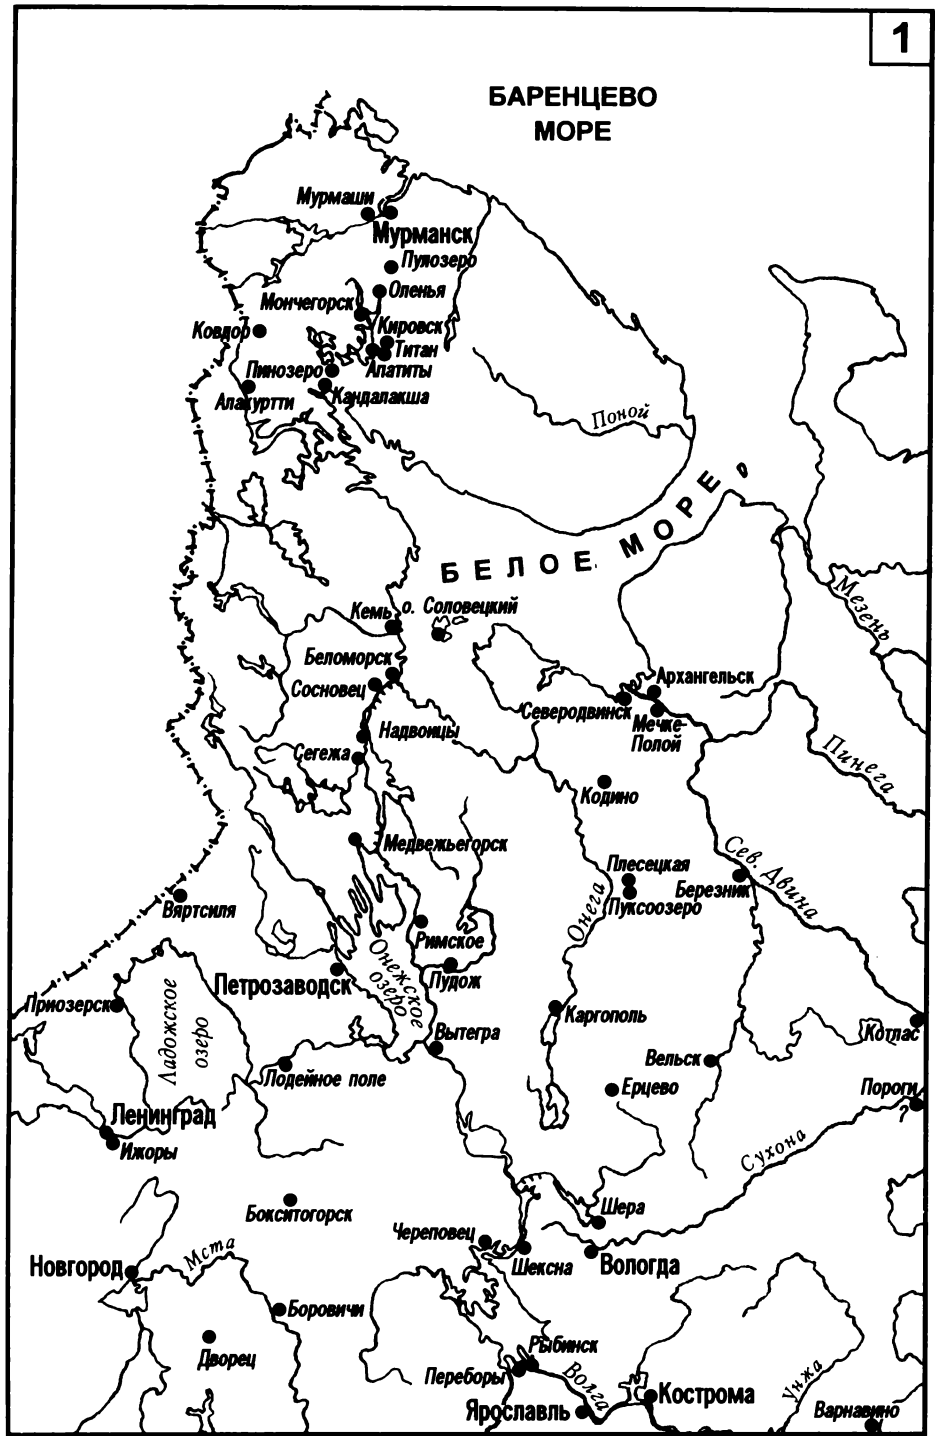 1
БАРЕНЦЕВО
МОРЕ
Мурмаши
Мурманск
Пулозеро
Оленья
Мончегорск
Ковдор
Кировск
Титан
Апатиты
Пинозеро
Алакуртти
Кандалакша
Поной
БЕЛОЕ МОРЕ
Кемь
о. Соловецкий
Мезень
Беломорск
Сосновец
Архангельск
Северодвинск
Мечка-
Полой
Надвоицы
Сегежа
Пинега
Кодино
Медвежьегорск
Плесецкая
Сев. Двина
Березник
Пуксоозеро
Онега
Вяртсиля
Римское
Онежское
озеро
Петрозаводск
Пудож
Приозерск
Ладожское
озеро
Каргополь
Котлас
Вытегра
Вельск
Лодейное поле
Ерцево
Пороги
?
Ленинград
Ижоры
Сухона
Бокситогорск
Шера
Череповец
Мста
Новгород
Шексна
Вологда
Боровичи
Дворец
Рыбинск
Переборы
Волга
Унжа
Кострома
Ярославль
Варнавино